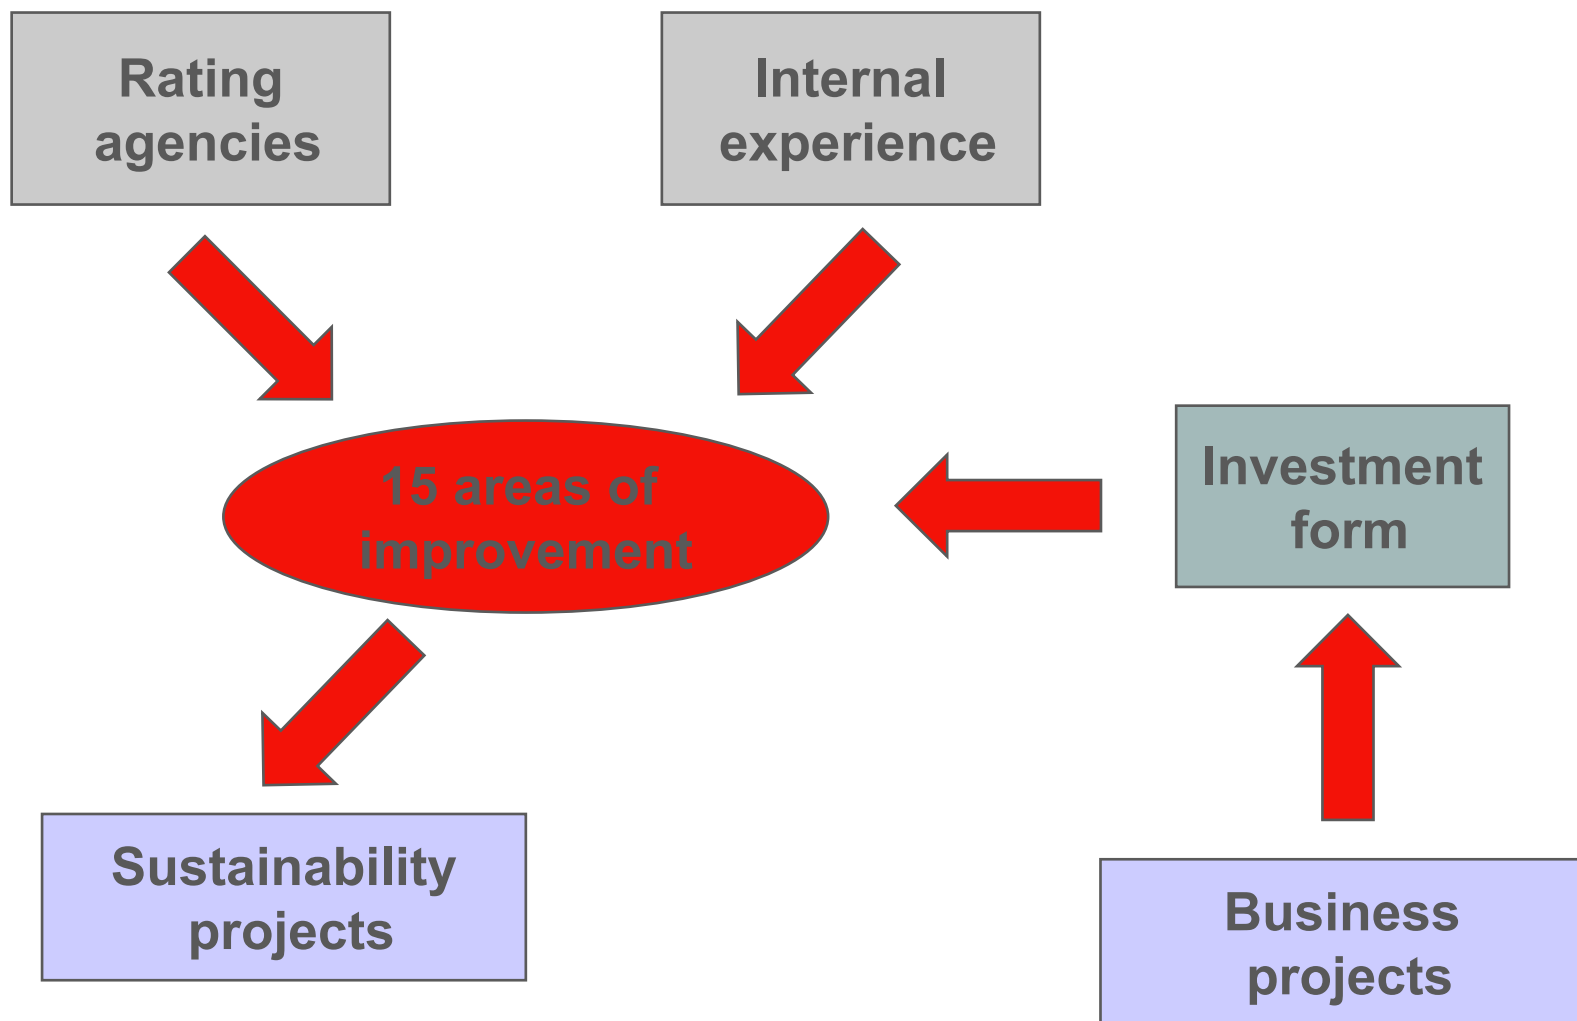 Rating
agencies
Internal
experience
15 areas of
improvement
Investment
form
Sustainability
projects
Business
projects